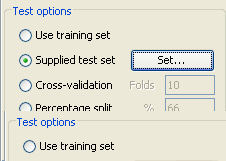 Test options
Use training set
Supplied test set Set...
Cross-validation Folds 10
Percentage split % 66
Test options
Use training set